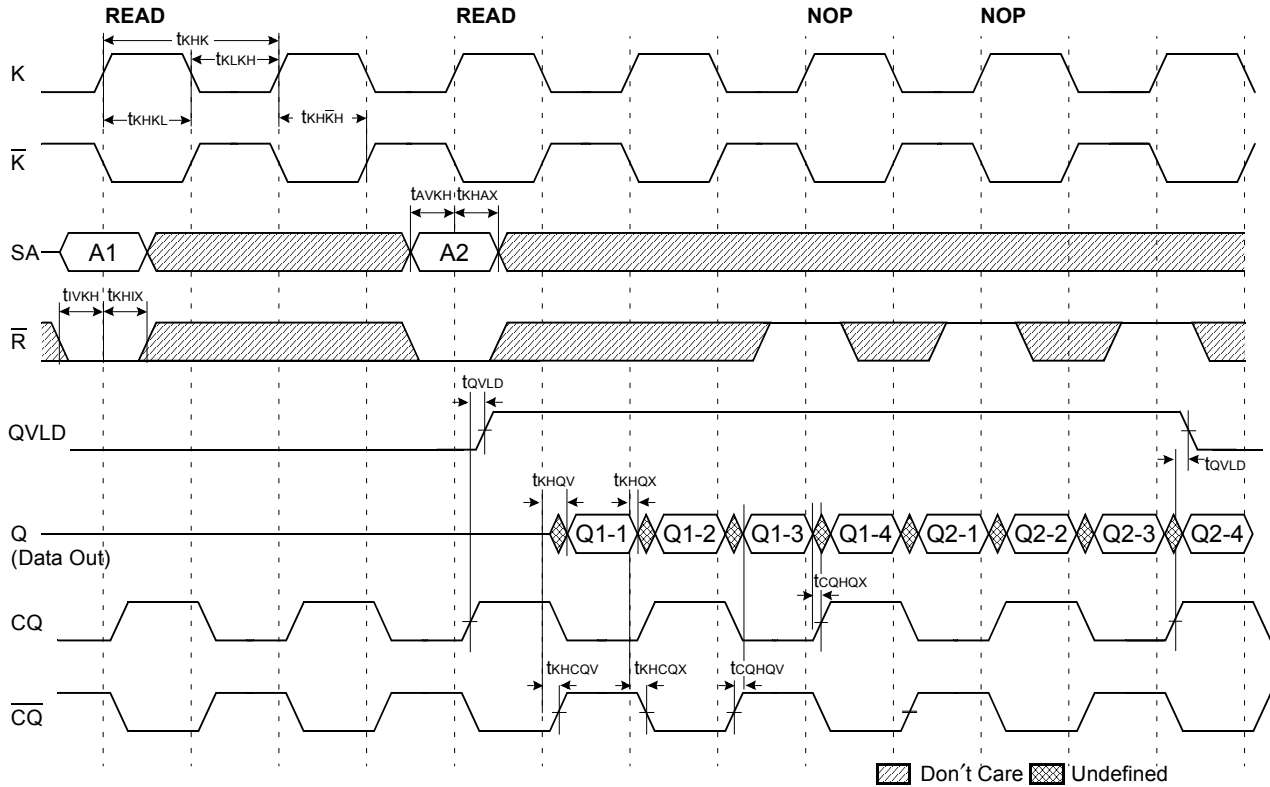 READ READ NOP NOP
tKHK
K tKLKH
tKHKL tKHK̅H
K̅
tAVKH tKHAX
SA A1 A2
tIVKH tKHIX
R̅
tQVLD
QVLD
tQVLD
tKHQV tKHQX
Q Q1-1 Q1-2 Q1-3 Q1-4 Q2-1 Q2-2 Q2-3 Q2-4
(Data Out)
tCQHQX
CQ
tKHCQV tKHCQX tCQHQV
C̅Q̅
Don´t Care Undefined